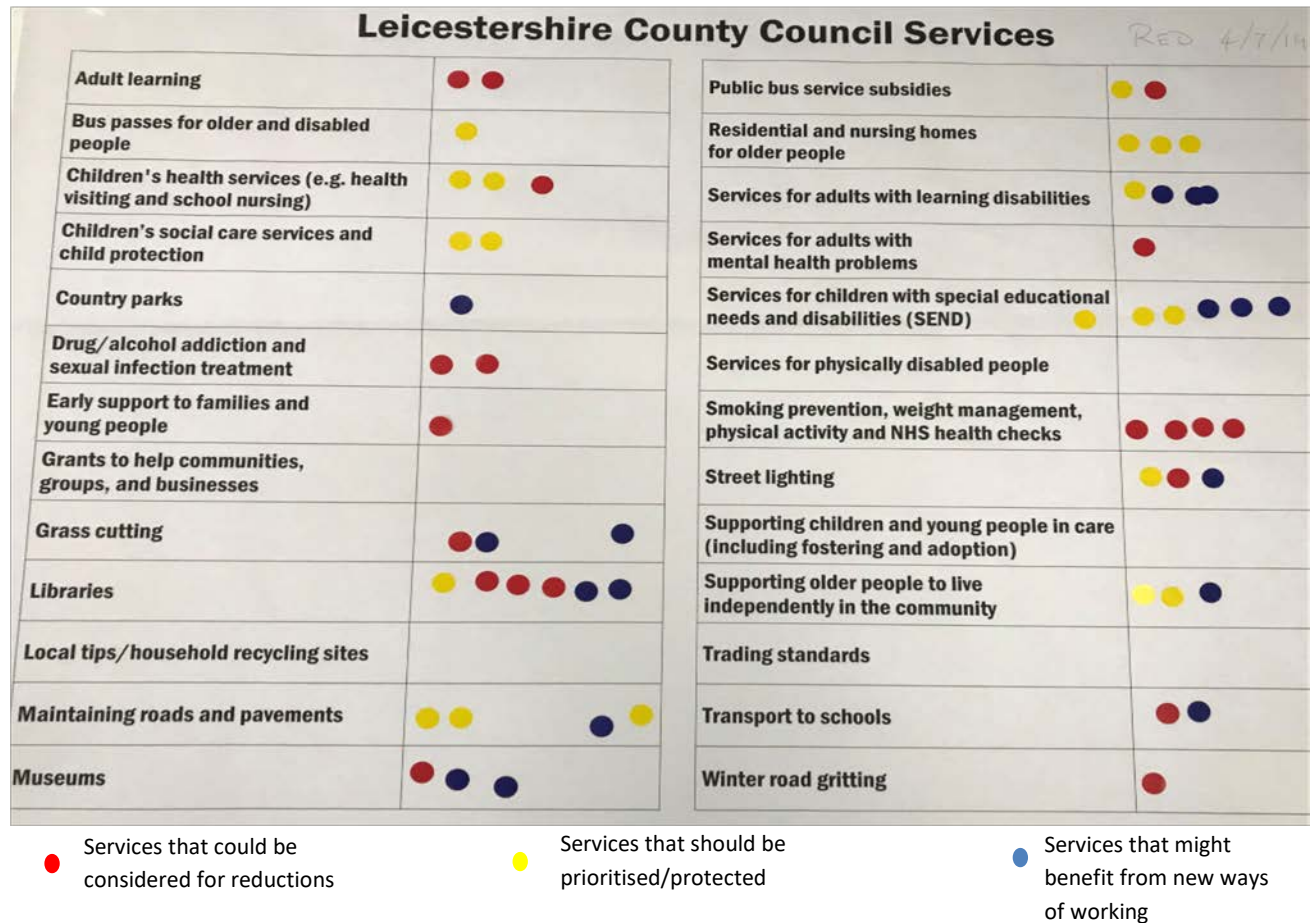 Leicestershire County Council Services
RED 4/7/19
Adult learning
Bus passes for older and disabled
people
Children's health services (e.g. health
visiting and school nursing)
Children's social care services and
child protection
Country parks
Drug/alcohol addiction and
sexual infection treatment
Early support to families and
young people
Grants to help communities,
groups, and businesses
Grass cutting
Libraries
Local tips/household recycling sites
Maintaining roads and pavements
Museums
Public bus service subsidies
Residential and nursing homes
for older people
Services for adults with learning disabilities
Services for adults with
mental health problems
Services for children with special educational
needs and disabilities (SEND)
Services for physically disabled people
Smoking prevention, weight management,
physical activity and NHS health checks
Street lighting
Supporting children and young people in care
(including fostering and adoption)
Supporting older people to live
independently in the community
Trading standards
Transport to schools
Winter road gritting
Services that could be
considered for reductions
Services that should be
prioritised/protected
Services that might
benefit from new ways
of working